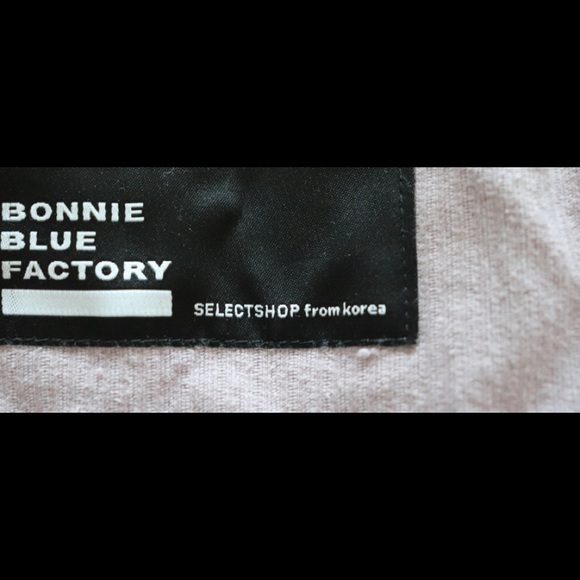 BONNIE
BLUE
FACTORY
SELECTSHOP from korea